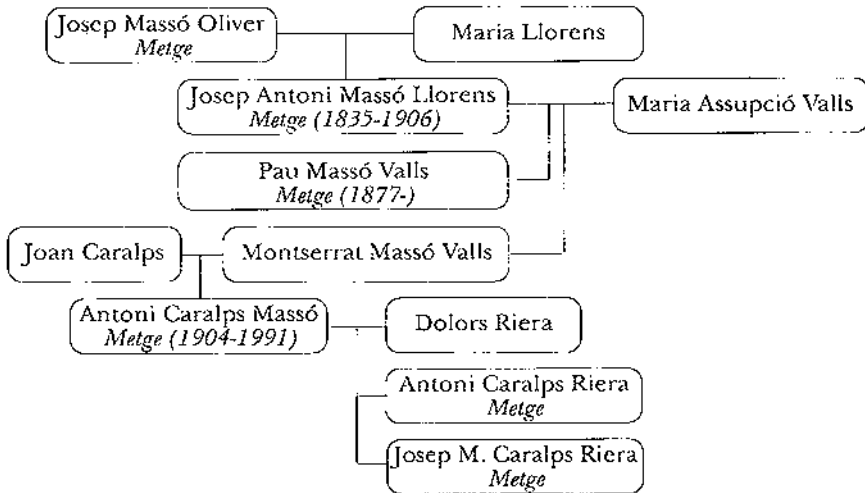 Josep Massó Oliver
Metge
Maria Llorens
Josep Antoni Massó Llorens
Metge (1835-1906)
Maria Assupció Valls
Pau Massó Valls
Metge (1877-)
Joan Caralps
Montserrat Massó Valls
Antoni Caralps Massó
Metge (1904-1991)
Dolors Riera
Antoni Caralps Riera
Metge
Josep M. Caralps Riera
Metge